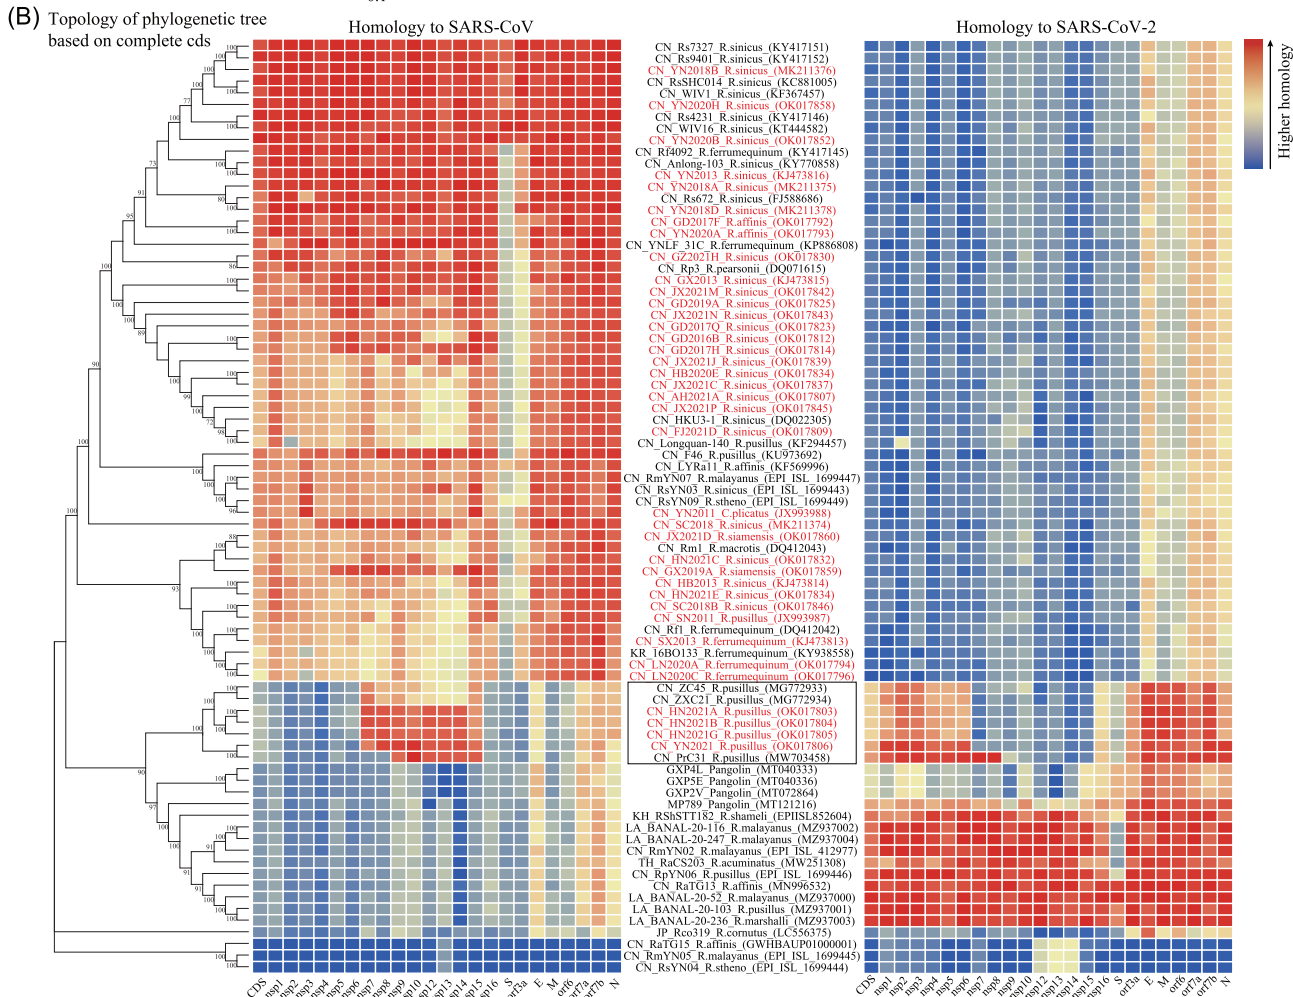 (B) Topology of phylogenetic tree
based on complete cds
Homology to SARS-CoV
Homology to SARS-CoV-2
Higher homology
CN_Rs7327_R.sinicus_(KY417151)
CN_Rs9401_R.sinicus_(KY417152)
CN_YN2018B_R.sinicus_(MK211376)
CN_RsSHC014_R.sinicus_(KC881005)
CN_WIV1_R.sinicus_(KF367457)
CN_YN2020H_R.sinicus_(OK017858)
CN_Rs4231_R.sinicus_(KY417146)
CN_WIV16_R.sinicus_(KT444582)
CN_YN2020B_R.sinicus_(OK017852)
CN_Rf4092_R.ferrumequinum_(KY417145)
CN_Anlong-103_R.sinicus_(KY770858)
CN_YN2013_R.sinicus_(KJ473816)
CN_YN2018A_R.sinicus_(MK211375)
CN_Rs672_R.sinicus_(FJ588686)
CN_YN2018D_R.sinicus_(MK211378)
CN_GD2017F_R.affinis_(OK017792)
CN_YN2020A_R.affinis_(OK017793)
CN_YNLF_31C_R.ferrumequinum_(KP886808)
CN_GZ2021H_R.sinicus_(OK017830)
CN_Rp3_R.pearsonii_(DQ071615)
CN_GX2013_R.sinicus_(KJ473815)
CN_JX2021M_R.sinicus_(OK017842)
CN_GD2019A_R.sinicus_(OK017825)
CN_JX2021N_R.sinicus_(OK017843)
CN_GD2017Q_R.sinicus_(OK017823)
CN_GD2016B_R.sinicus_(OK017812)
CN_GD2017H_R.sinicus_(OK017814)
CN_JX2021J_R.sinicus_(OK017839)
CN_HB2020E_R.sinicus_(OK017834)
CN_JX2021C_R.sinicus_(OK017837)
CN_AH2021A_R.sinicus_(OK017807)
CN_JX2021P_R.sinicus_(OK017845)
CN_HKU3-1_R.sinicus_(DQ022305)
CN_FJ2021D_R.sinicus_(OK017809)
CN_Longquan-140_R.pusillus_(KF294457)
CN_F46_R.pusillus_(KU973692)
CN_LYRa11_R.affinis_(KF569996)
CN_RmYN07_R.malayanus_(EPI_ISL_1699447)
CN_RsYN03_R.sinicus_(EPI_ISL_1699443)
CN_RsYN09_R.stheno_(EPI_ISL_1699449)
CN_YN2011_C.plicatus_(JX993988)
CN_SC2018_R.sinicus_(MK211374)
CN_JX2021D_R.siamensis_(OK017860)
CN_Rm1_R.macrotis_(DQ412043)
CN_HN2021C_R.sinicus_(OK017832)
CN_GX2019A_R.siamensis_(OK017859)
CN_HB2013_R.sinicus_(KJ473814)
CN_HN2021E_R.sinicus_(OK017834)
CN_SC2018B_R.sinicus_(OK017846)
CN_SN2011_R.pusillus_(JX993987)
CN_Rf1_R.ferrumequinum_(DQ412042)
CN_SX2013_R.ferrumequinum_(KJ473813)
KR_16BO133_R.ferrumequinum_(KY938558)
CN_LN2020A_R.ferrumequinum_(OK017794)
CN_LN2020C_R.ferrumequinum_(OK017796)
CN_ZC45_R.pusillus_(MG772933)
CN_ZXC21_R.pusillus_(MG772934)
CN_HN2021A_R.pusillus_(OK017803)
CN_HN2021B_R.pusillus_(OK017804)
CN_HN2021G_R.pusillus_(OK017805)
CN_YN2021_R.pusillus_(OK017806)
CN_PrC31_R.pusillus_(MW703458)
GXP4L_Pangolin_(MT040333)
GXP5E_Pangolin_(MT040336)
GXP2V_Pangolin_(MT072864)
MP789_Pangolin_(MT121216)
KH_RShSTT182_R.shameli_(EPIISL852604)
LA_BANAL-20-116_R.malayanus_(MZ937002)
LA_BANAL-20-247_R.malayanus_(MZ937004)
CN_RmYN02_R.malayanus_(EPI_ISL_412977)
TH_RaCS203_R.acuminatus_(MW251308)
CN_RpYN06_R.pusillus_(EPI_ISL_1699446)
CN_RaTG13_R.affinis_(MN996532)
LA_BANAL-20-52_R.malayanus_(MZ937000)
LA_BANAL-20-103_R.pusillus_(MZ937001)
LA_BANAL-20-236_R.marshalli_(MZ937003)
JP_Rco319_R.cornutus_(LC556375)
CN_RaTG15_R.affinis_(GWHBAUP01000001)
CN_RmYN05_R.malayanus_(EPI_ISL_1699445)
CN_RsYN04_R.stheno_(EPI_ISL_1699444)
CDS nsp1 nsp2 nsp3 nsp4 nsp5 nsp6 nsp7 nsp8 nsp9 nsp10 nsp12 nsp13 nsp14 nsp15 nsp16 S orf3a E M orf6 orf7a orf7b N
CDS nsp1 nsp2 nsp3 nsp4 nsp5 nsp6 nsp7 nsp8 nsp9 nsp10 nsp12 nsp13 nsp14 nsp15 nsp16 S orf3a E M orf6 orf7a orf7b N